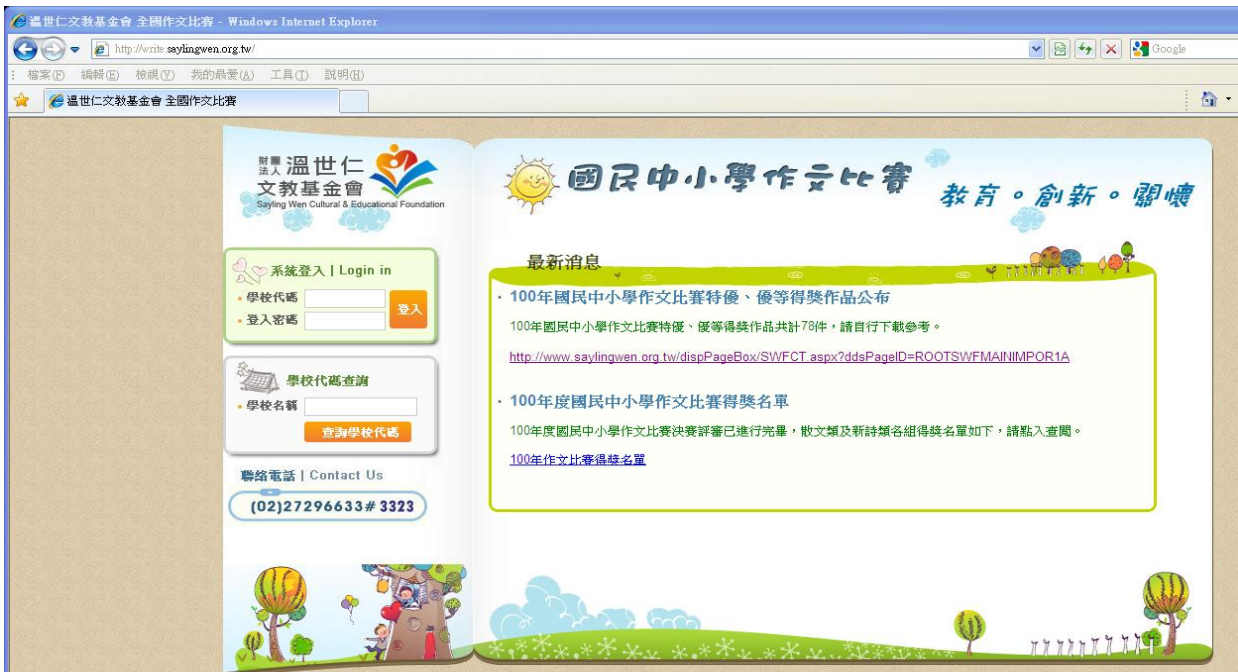 溫世仁文教基金會 全國作文比賽 - Windows Internet Explorer
http://write.saylingwen.org.tw/
Google
檔案(F) 編輯(E) 檢視(V) 我的最愛(A) 工具(T) 說明(H)
溫世仁文教基金會 全國作文比賽
財團法人 溫世仁
文教基金會
Sayling Wen Cultural & Educational Foundation
國民中小學作文比賽
教育。創新。關懷
系統登入 | Login in
・學校代碼
・登入密碼
登入
學校代碼查詢
・學校名稱
查詢學校代碼
聯絡電話 | Contact Us
(02)27296633# 3323
最新消息
・100年國民中小學作文比賽特優、優等得獎作品公布
100年國民中小學作文比賽特優、優等得獎作品共計78件，請自行下載參考。
http://www.saylingwen.org.tw/dispPageBox/SWFCT.aspx?ddsPageID=ROOTSWFMAINIMPOR1A
・100年度國民中小學作文比賽得獎名單
100年度國民中小學作文比賽決賽評審已進行完畢，散文類及新詩類各組得獎名單如下，請點入查閱。
100年作文比賽得獎名單